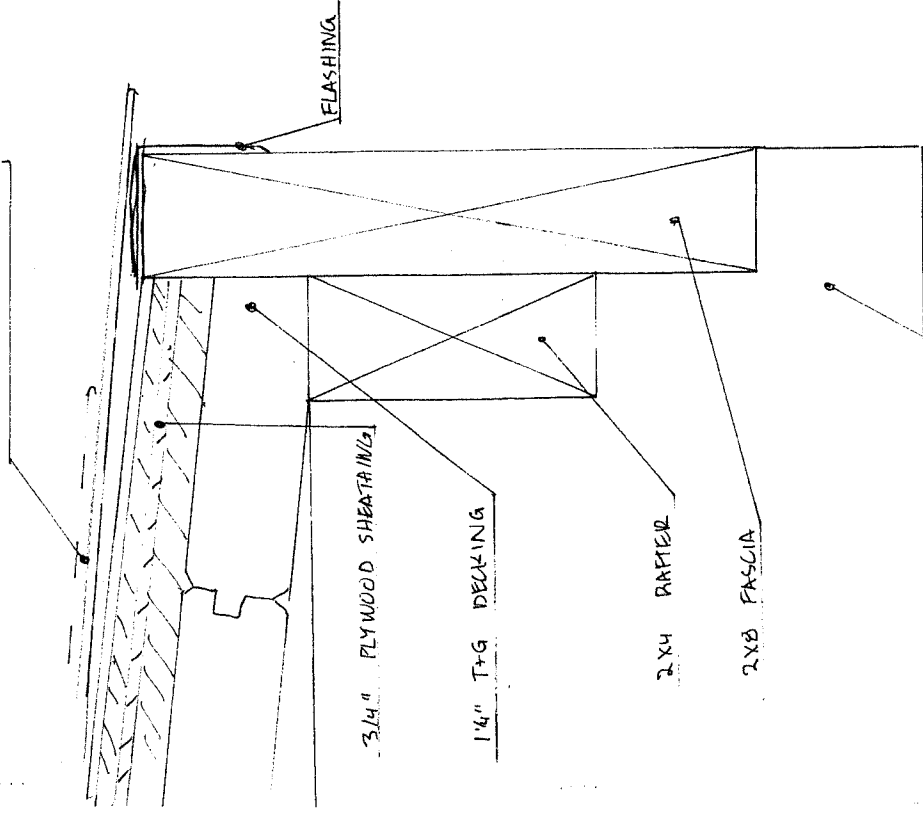 FLASHING
3/4" PLYWOOD SHEATHING
1 1/4" T+G DECKING
2X4 RAFTER
2X8 FASCIA